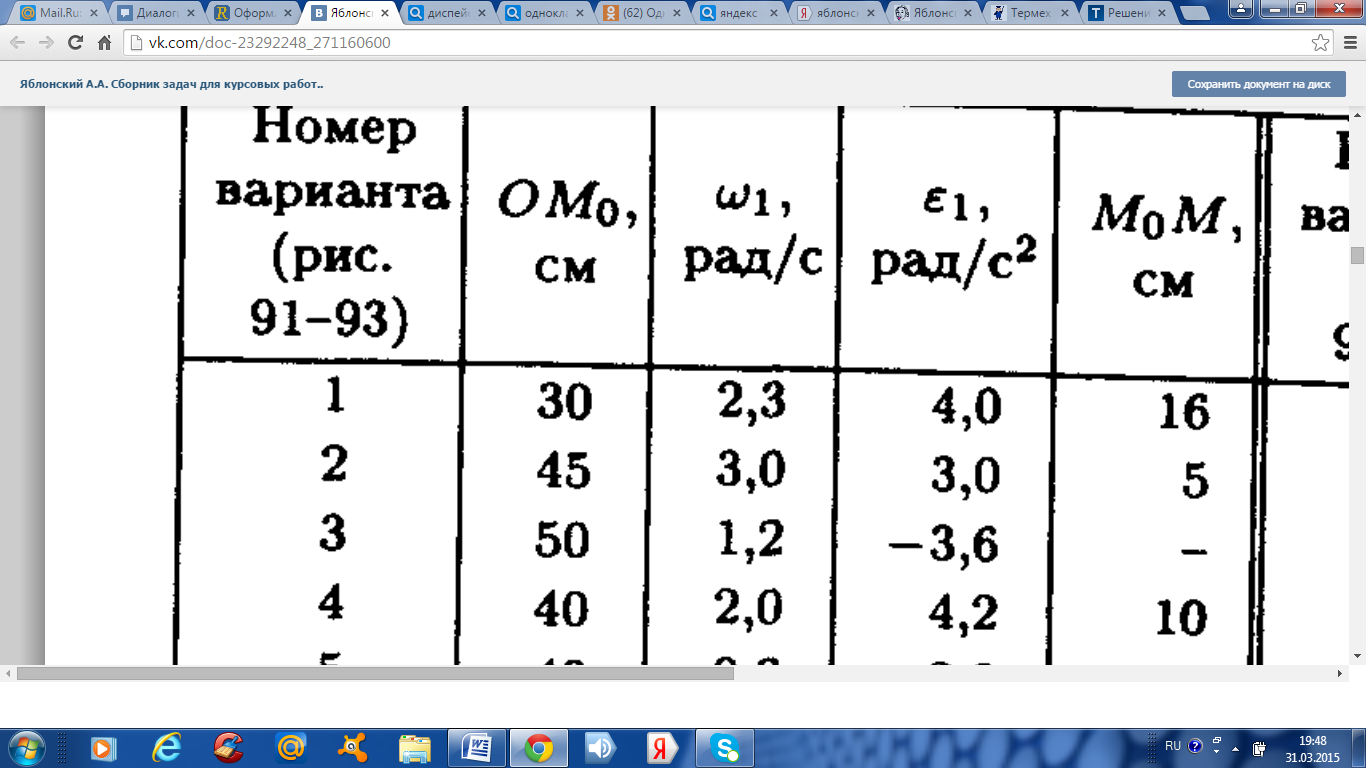 Mail.Ru:
Диалог
Оформ
Яблонс
диспей
однокла
(62) Од
яндекс
яблонс
Яблонс
Термех
Решени
vk.com/doc-23292248_271160600
Яблонский А.А. Сборник задач для курсовых работ..
Сохранить документ на диск
Номер варианта (рис. 91–93)
OM0, см
ω1, рад/с
ε1, рад/с²
M0M, см
ва
1 30 2,3 4,0 16
2 45 3,0 3,0 5
3 50 1,2 −3,6 –
4 40 2,0 4,2 10
RU
19:48
31.03.2015